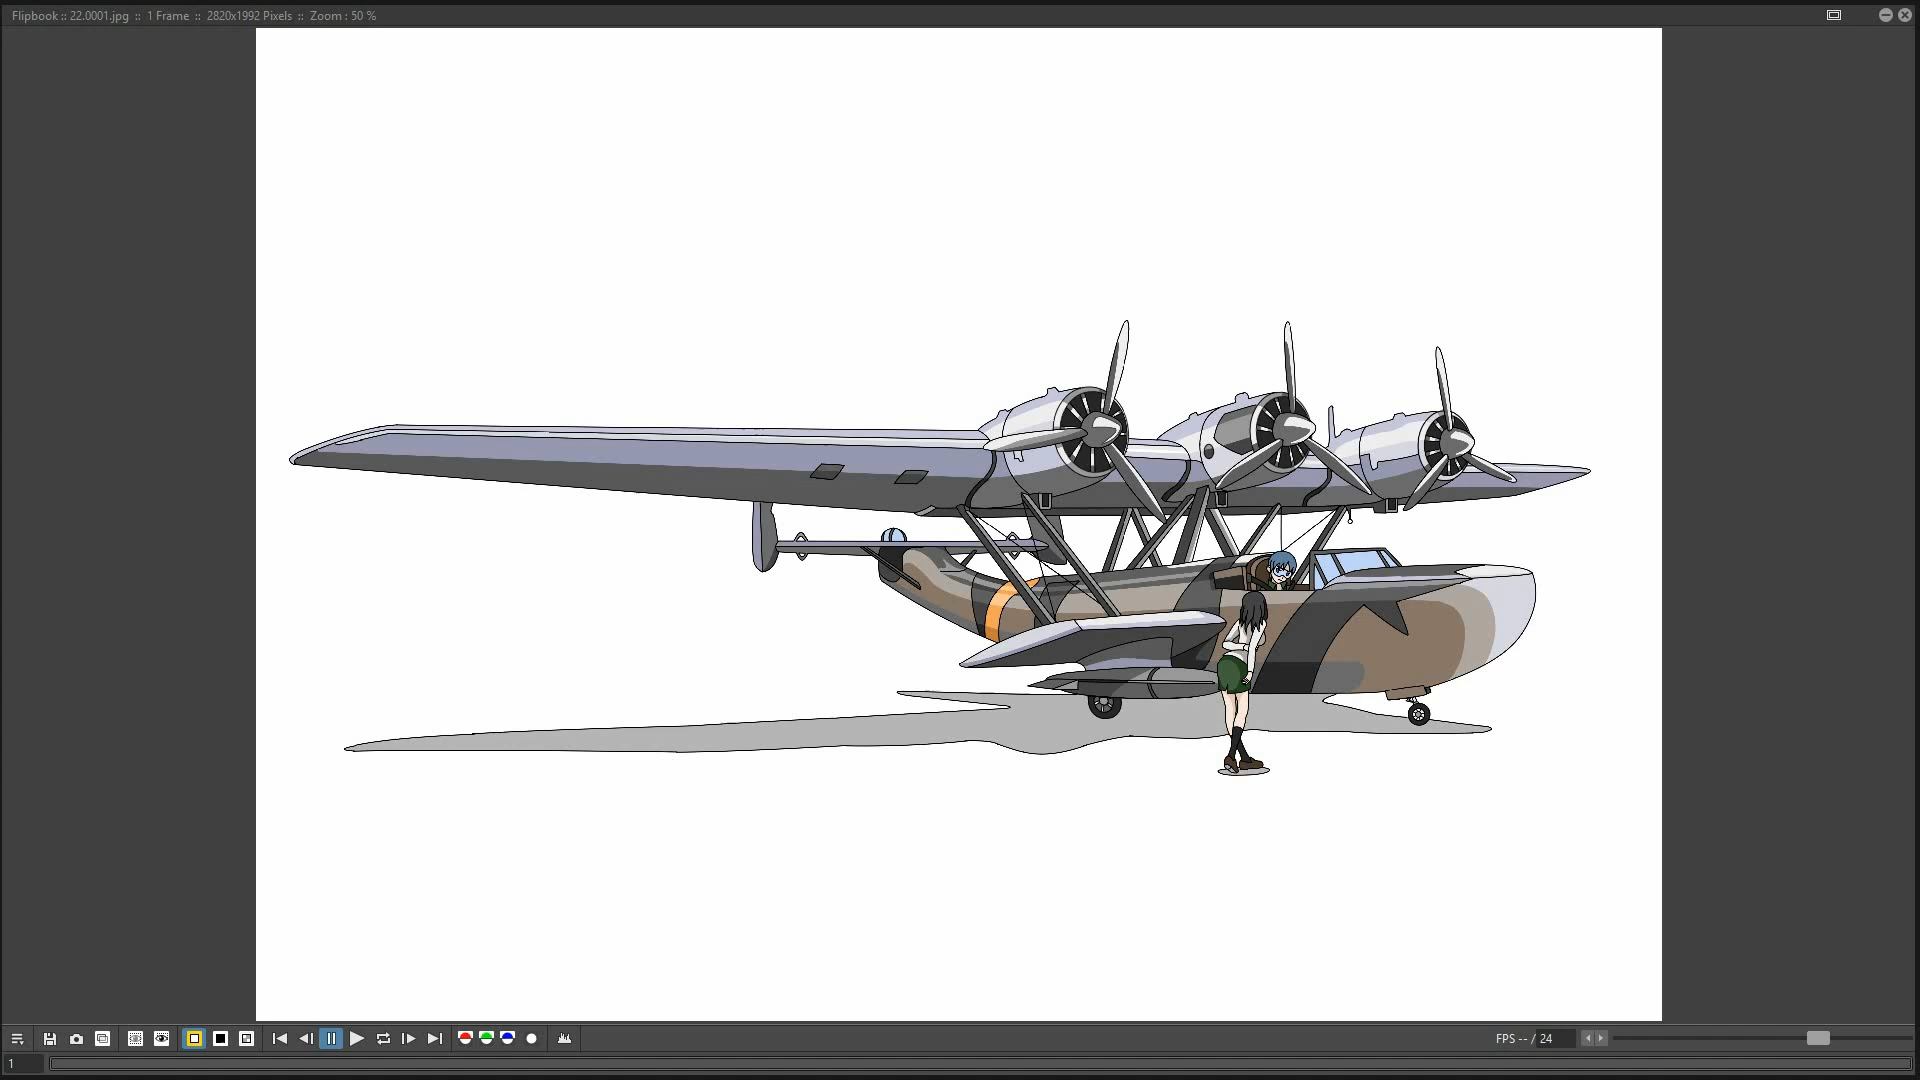 Flipbook :: 22.0001.jpg :: 1 Frame :: 2820x1992 Pixels :: Zoom : 50 %
FPS -- / 24
1